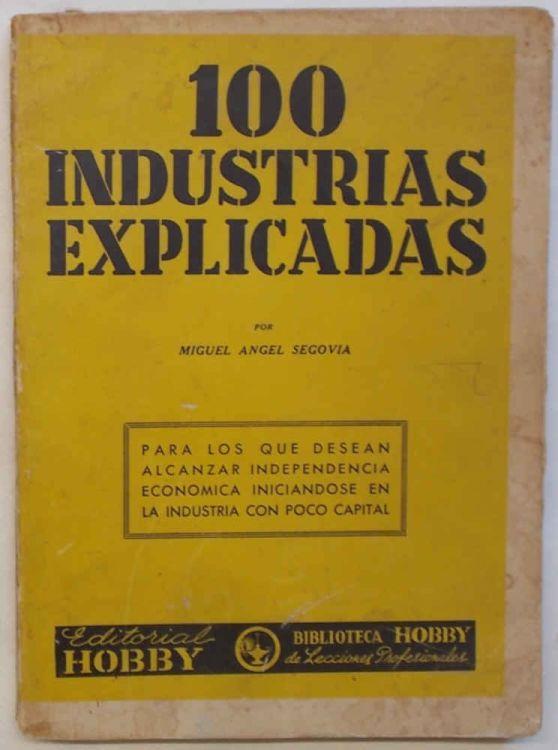 100
INDUSTRIAS
EXPLICADAS
POR
MIGUEL ANGEL SEGOVIA
PARA LOS QUE DESEAN
ALCANZAR INDEPENDENCIA
ECONOMICA INICIANDOSE EN
LA INDUSTRIA CON POCO CAPITAL
Editorial
HOBBY
BIBLIOTECA HOBBY
de Lecciones Profesionales